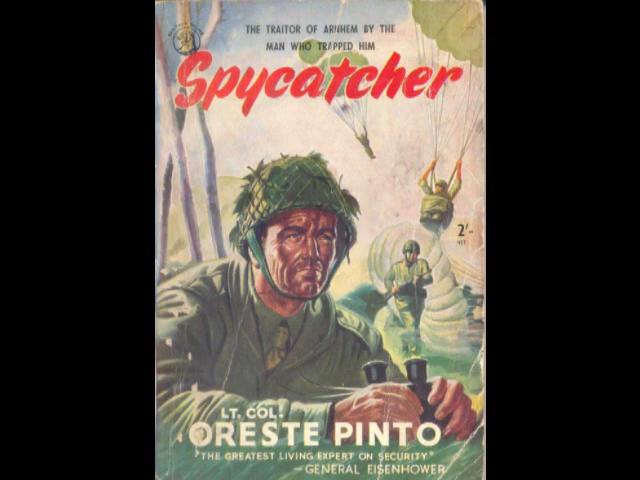 THE TRAITOR OF ARNHEM BY THE
MAN WHO TRAPPED HIM
Spycatcher
2/-
NET
LT. COL.
ORESTE PINTO
"THE GREATEST LIVING EXPERT ON SECURITY"
— GENERAL EISENHOWER